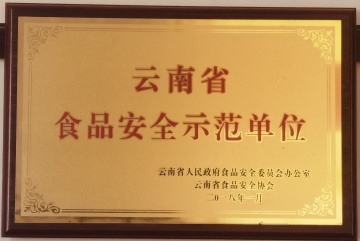 云南省
食品安全示范单位
云南省人民政府食品安全委员会办公室
云南省食品安全协会
二〇一八年一月